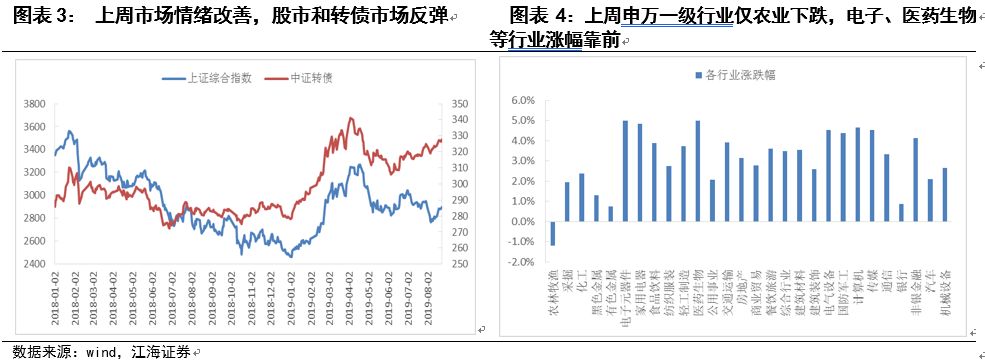 图表 3： 上周市场情绪改善，股市和转债市场反弹
图表 4：上周申万一级行业仅农业下跌，电子、医药生物
等行业涨幅靠前
上证综合指数
中证转债
3800
3600
3400
3200
3000
2800
2600
2400
350
340
330
320
310
300
290
280
270
260
250
2018-01-02
2018-02-02
2018-03-02
2018-04-02
2018-05-02
2018-06-02
2018-07-02
2018-08-02
2018-09-02
2018-10-02
2018-11-02
2018-12-02
2019-01-02
2019-02-02
2019-03-02
2019-04-02
2019-05-02
2019-06-02
2019-07-02
2019-08-02
各行业涨跌幅
6.0%
5.0%
4.0%
3.0%
2.0%
1.0%
0.0%
-1.0%
-2.0%
农林牧渔
采掘
化工
黑色金属
有色金属
电子元器件
家用电器
食品饮料
纺织服装
轻工制造
医药生物
公用事业
交通运输
房地产
商业贸易
餐饮旅游
综合行业
建筑材料
建筑装饰
电气设备
国防军工
计算机
传媒
通信
银行
非银金融
汽车
机械设备
数据来源：wind，江海证券